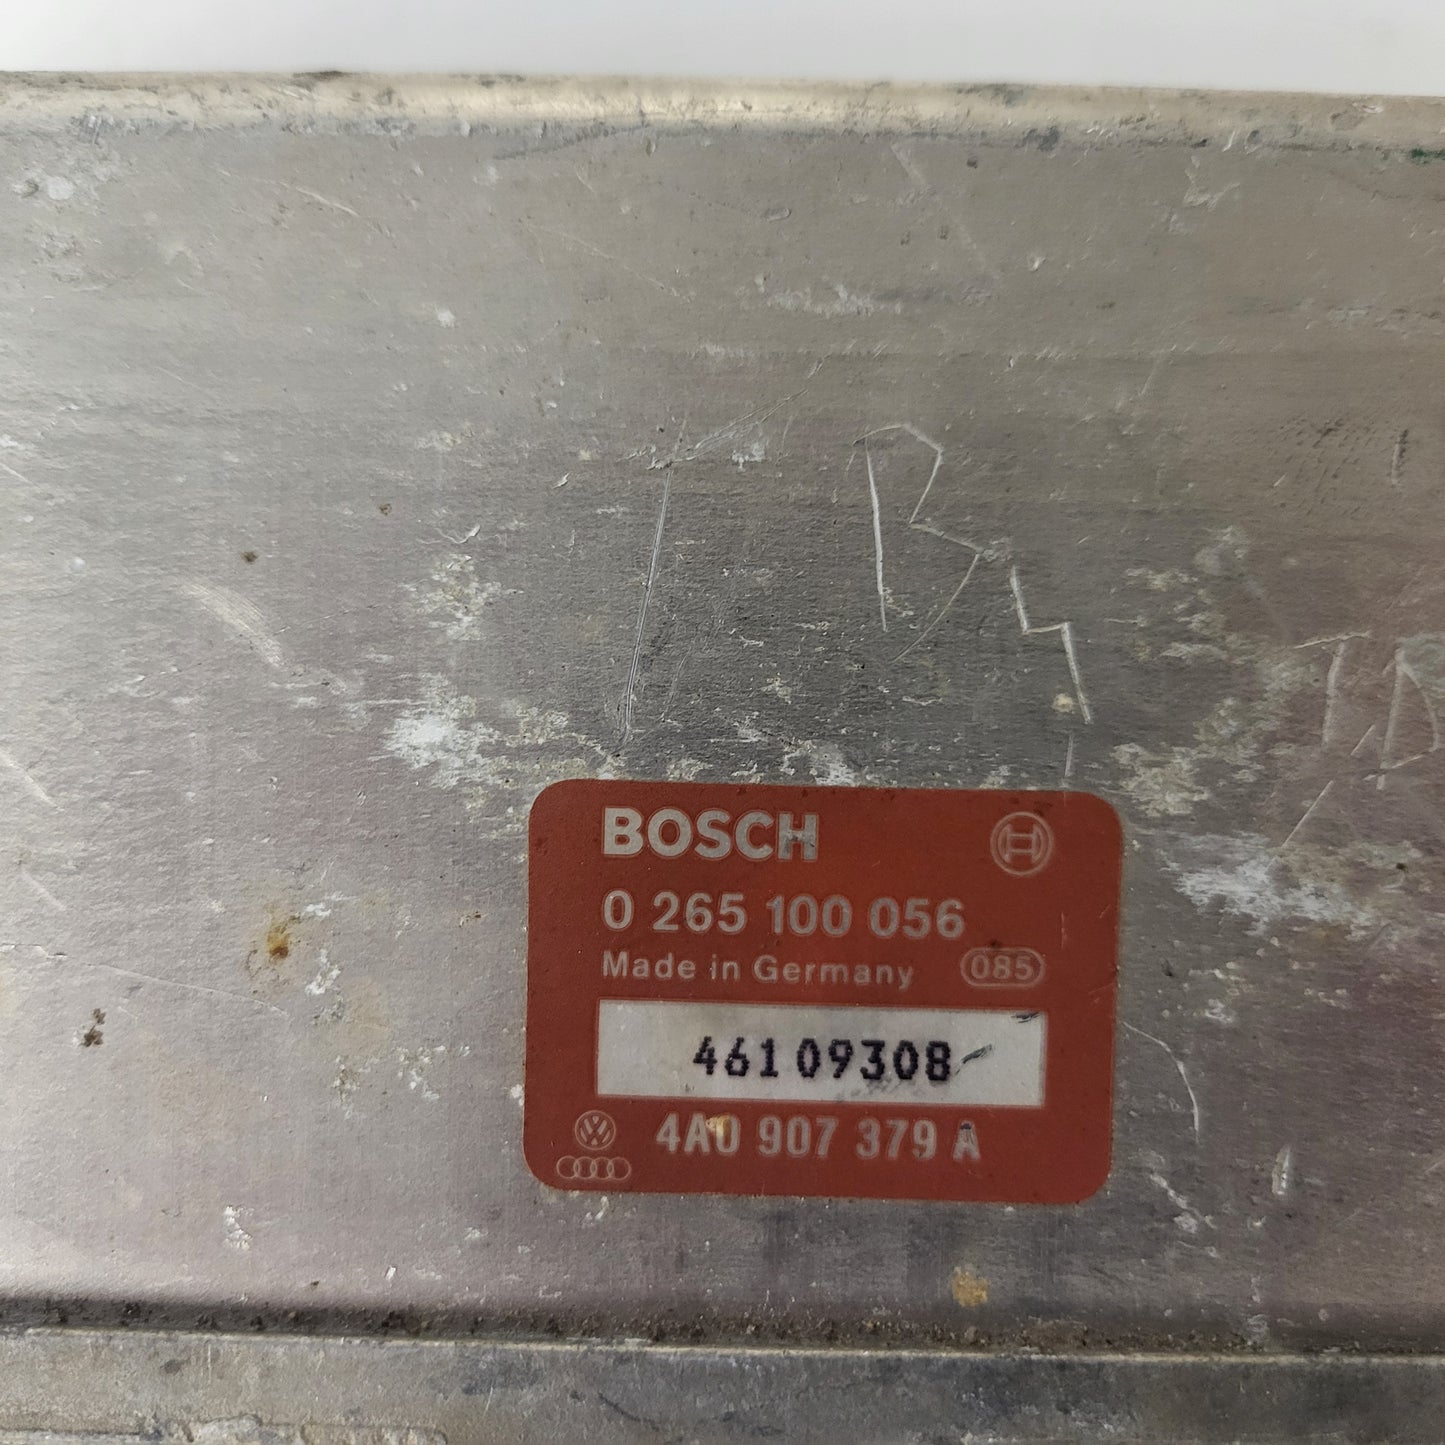 BOSCH
0 265 100 056
Made in Germany 085
46109308
4A0 907 379 A